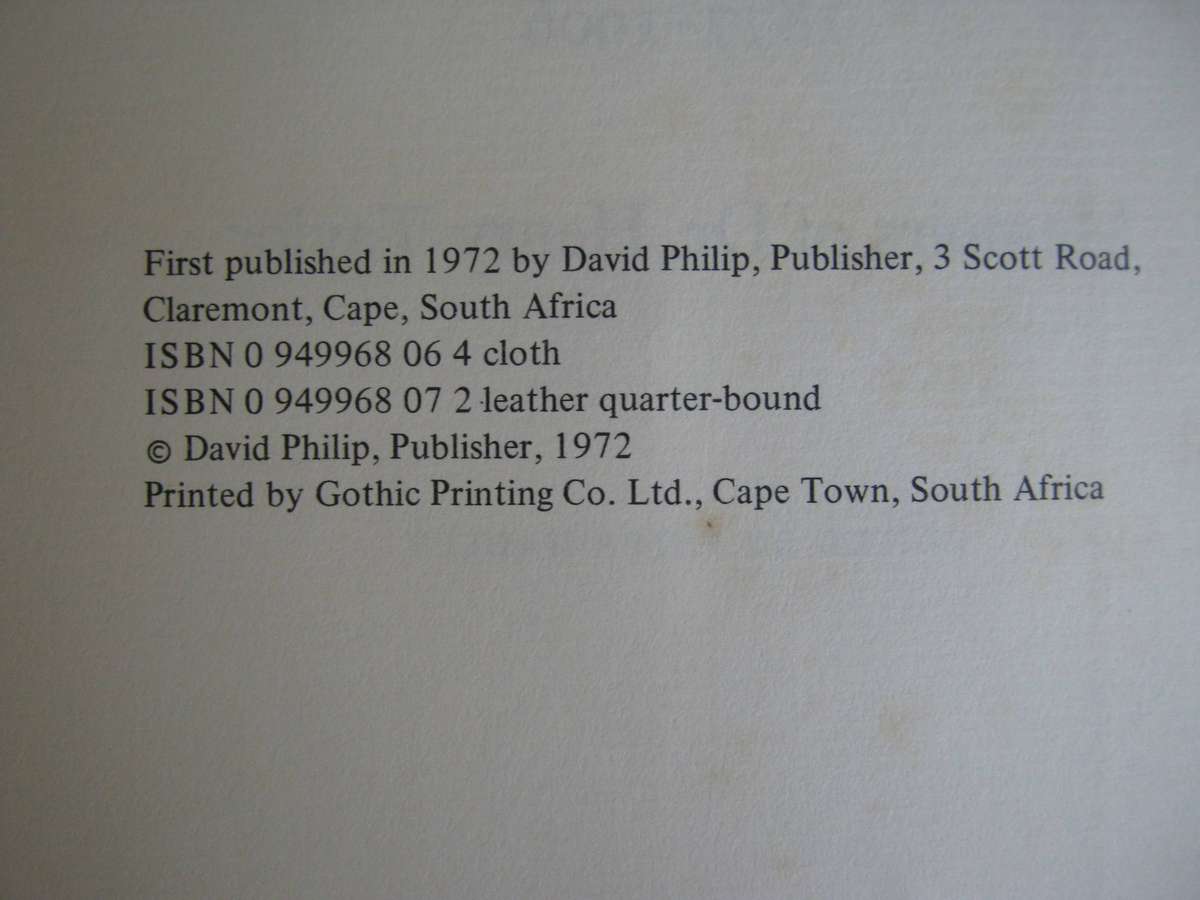 First published in 1972 by David Philip, Publisher, 3 Scott Road,
Claremont, Cape, South Africa
ISBN 0 949968 06 4 cloth
ISBN 0 949968 07 2 leather quarter-bound
© David Philip, Publisher, 1972
Printed by Gothic Printing Co. Ltd., Cape Town, South Africa